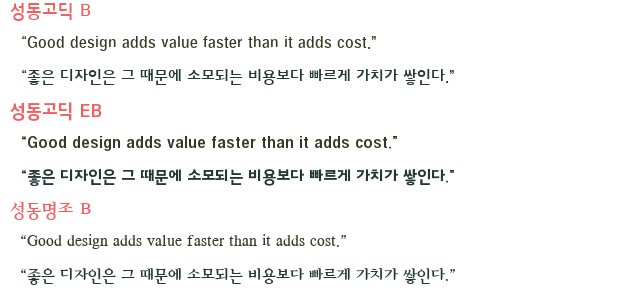 성동고딕 B
“Good design adds value faster than it adds cost.”
“좋은 디자인은 그 때문에 소모되는 비용보다 빠르게 가치가 쌓인다.”
성동고딕 EB
“Good design adds value faster than it adds cost.”
“좋은 디자인은 그 때문에 소모되는 비용보다 빠르게 가치가 쌓인다.”
성동명조 B
“Good design adds value faster than it adds cost.”
“좋은 디자인은 그 때문에 소모되는 비용보다 빠르게 가치가 쌓인다.”